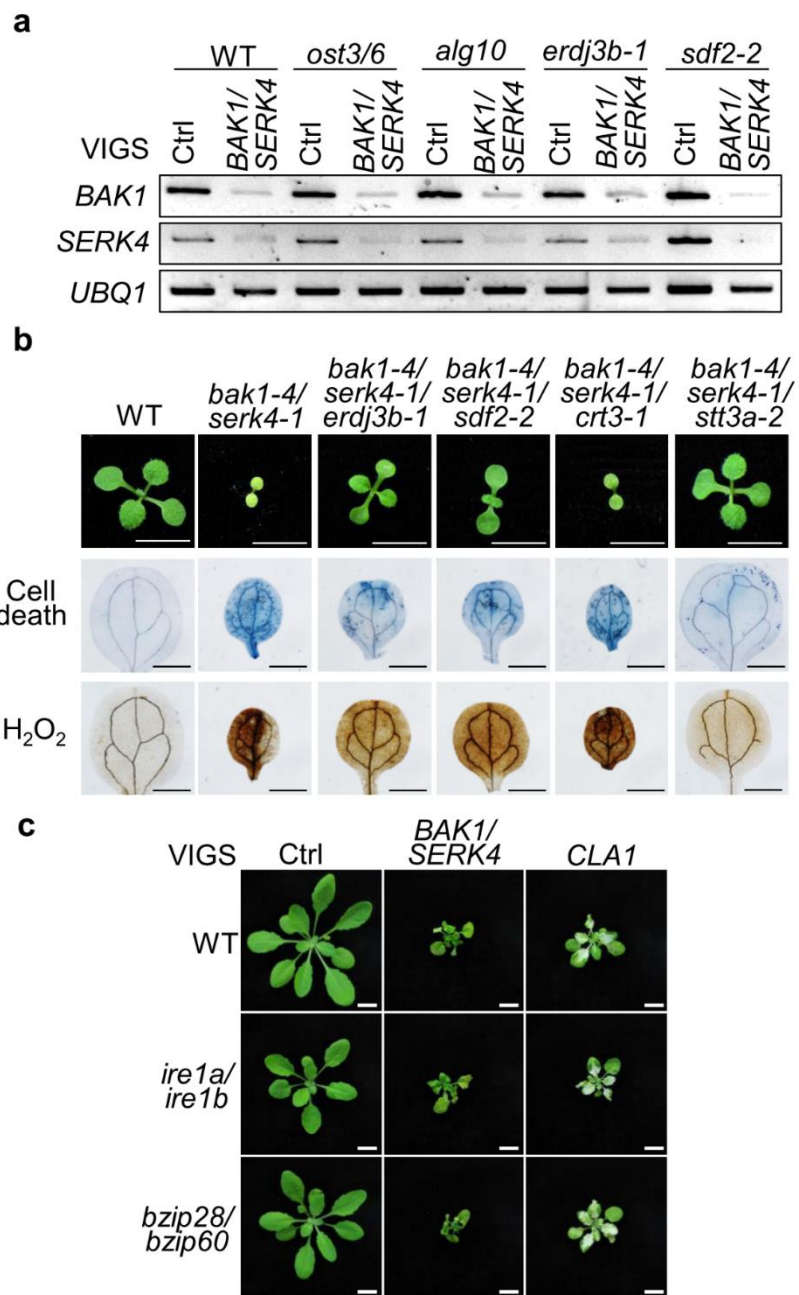 a
WT ost3/6 alg10 erdj3b-1 sdf2-2
VIGS Ctrl BAK1/ SERK4 Ctrl BAK1/ SERK4 Ctrl BAK1/ SERK4 Ctrl BAK1/ SERK4 Ctrl BAK1/ SERK4
BAK1
SERK4
UBQ1
b
WT
bak1-4/
serk4-1
bak1-4/
serk4-1/
erdj3b-1
bak1-4/
serk4-1/
sdf2-2
bak1-4/
serk4-1/
crt3-1
bak1-4/
serk4-1/
stt3a-2
Cell
death
H₂O₂
c
VIGS Ctrl
BAK1/
SERK4
CLA1
WT
ire1a/
ire1b
bzip28/
bzip60